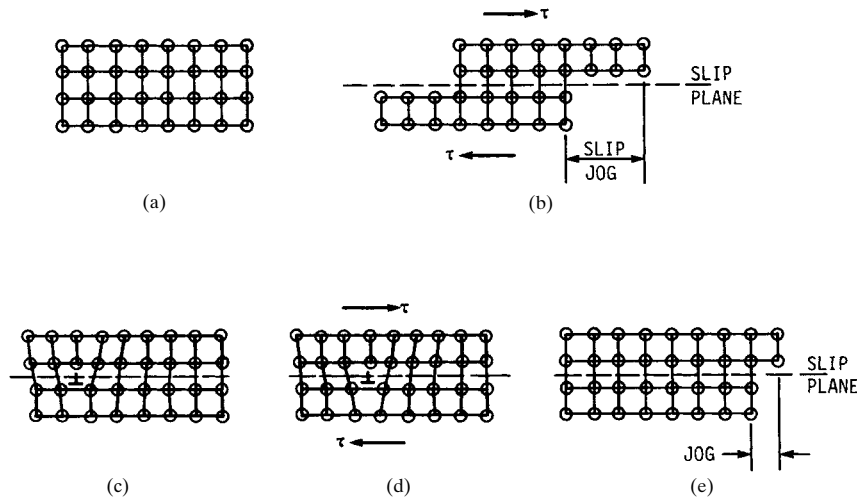 τ
SLIP
PLANE
τ
SLIP
JOG
(a)
(b)
τ
SLIP
PLANE
τ
JOG
(c)
(d)
(e)